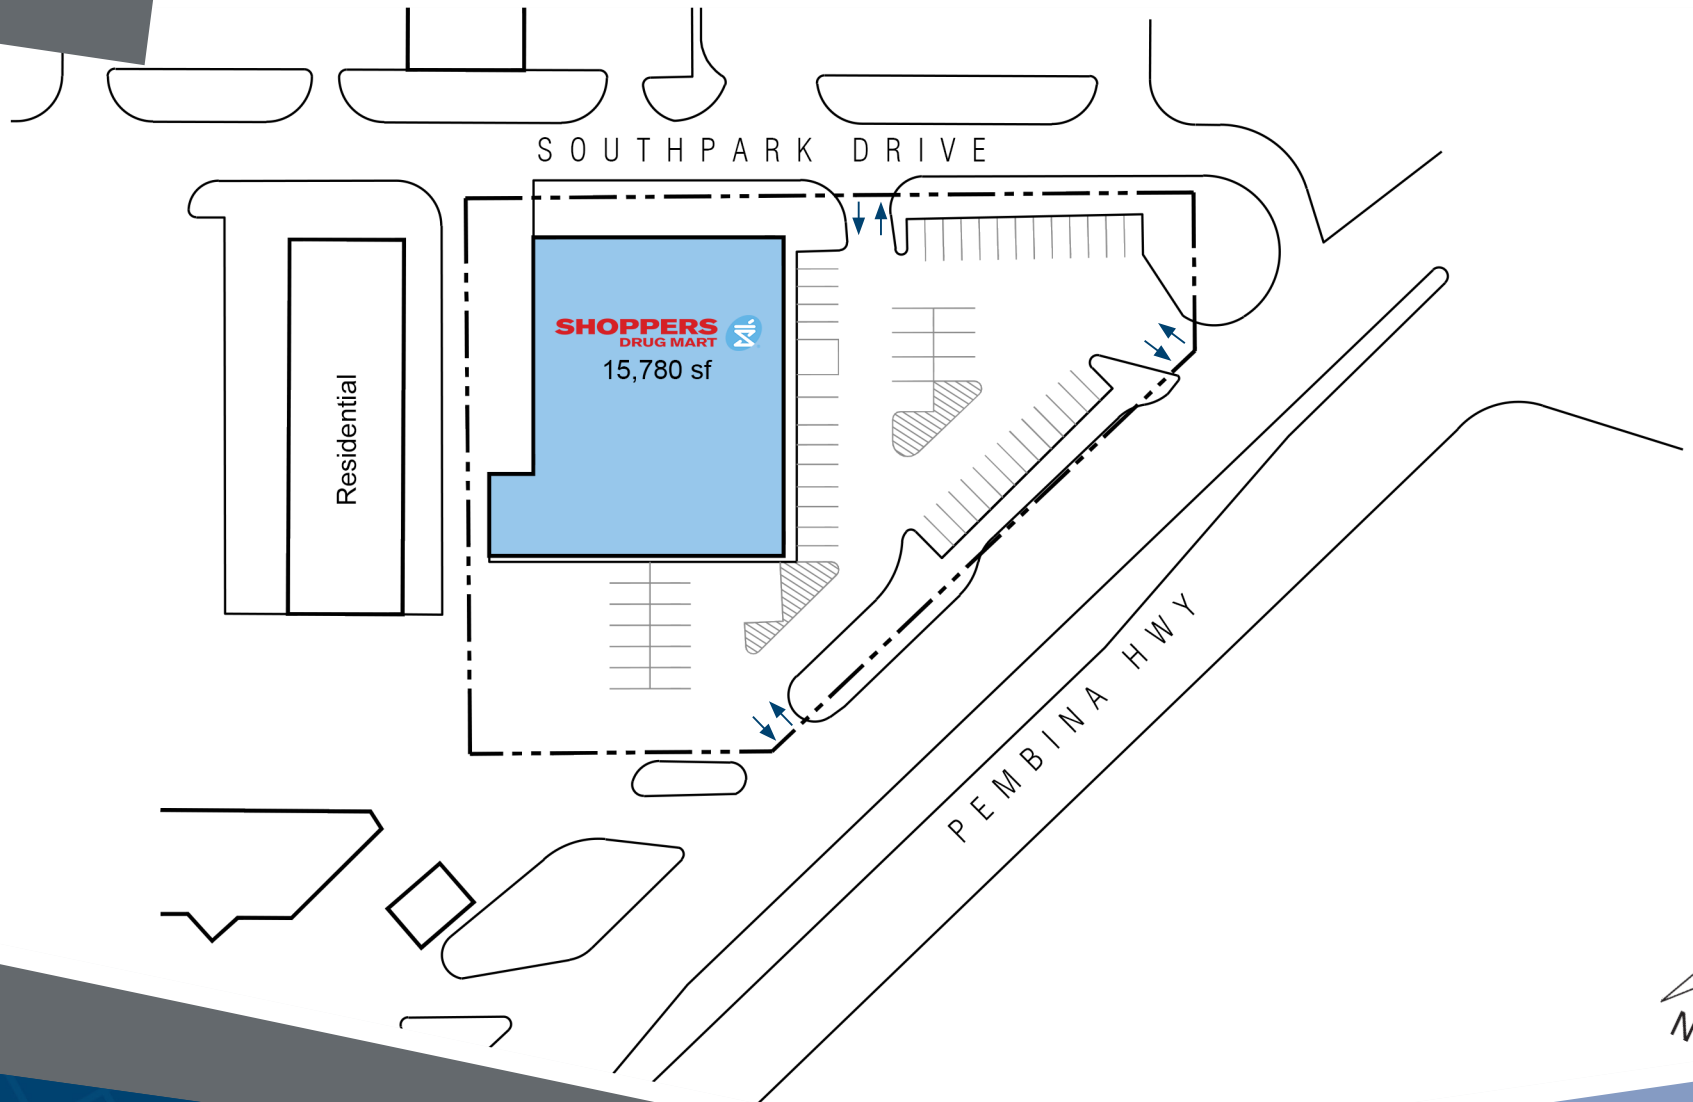 SOUTHPARK DRIVE
SHOPPERS
DRUG MART
15,780 sf
Residential
PEMBINA HWY
N